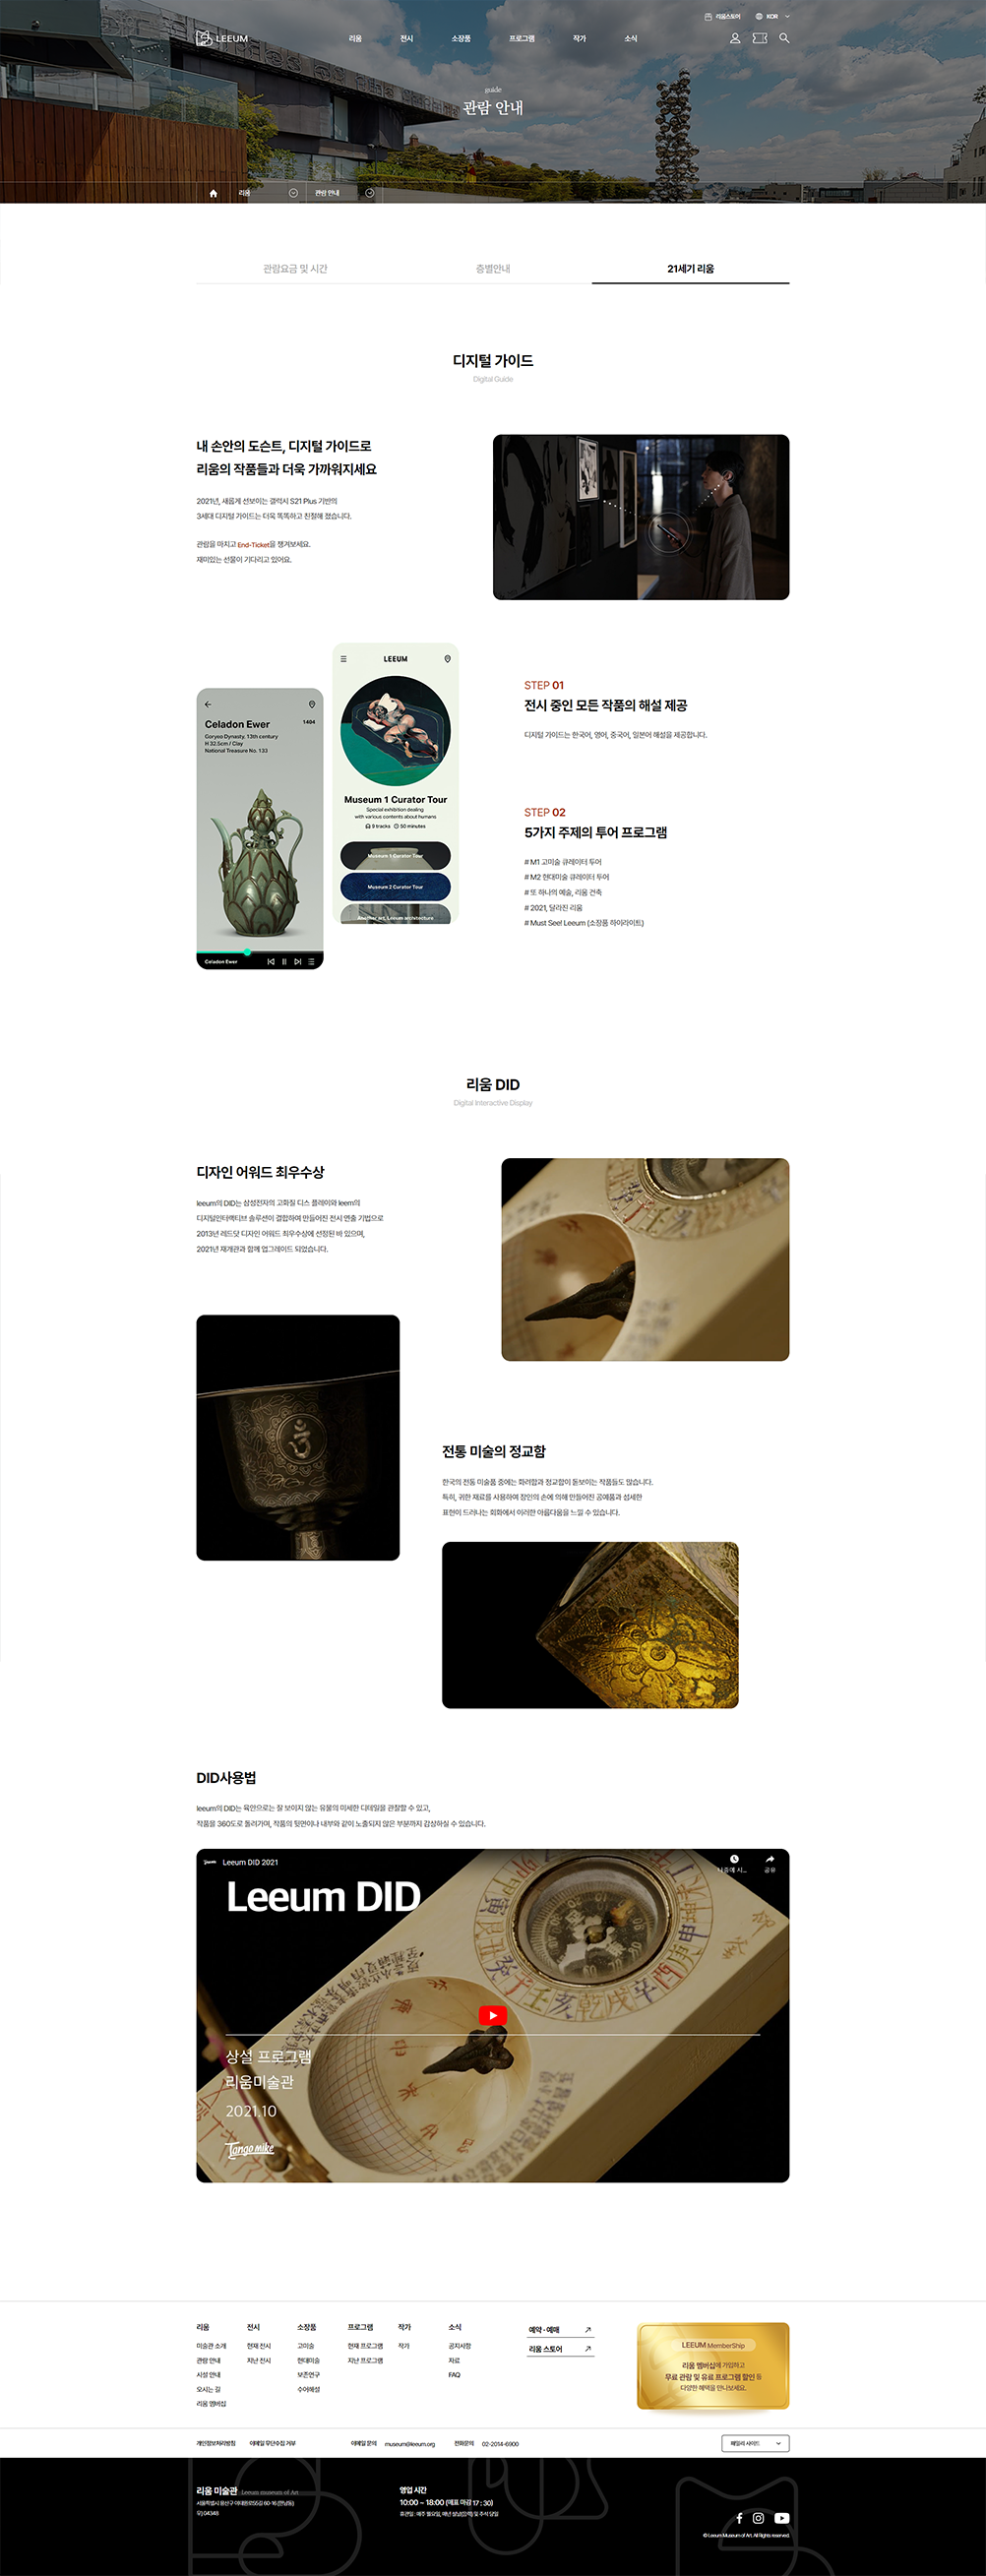 리움스토어
KOR
LEEUM
리움
전시
소장품
프로그램
작가
소식
guide
관람 안내
리움
관람 안내
관람요금 및 시간
층별안내
21세기 리움
디지털 가이드
Digital Guide
내 손안의 도슨트, 디지털 가이드로
리움의 작품들과 더욱 가까워지세요
2021년, 새롭게 선보이는 갤럭시 S21 Plus 기반의
3세대 디지털 가이드는 더욱 똑똑하고 친절해 졌습니다.
관람을 마치고 End-Ticket을 챙겨보세요.
재미있는 선물이 기다리고 있어요.
LEEUM
Celadon Ewer
1404
Goryeo Dynasty, 13th century
H 32.5cm / Clay
National Treasure No. 133
Celadon Ewer
Museum 1 Curator Tour
Special exhibition dealing
with various contents about humans
9 tracks
50 minutes
Museum 1 Curator Tour
Museum 2 Curator Tour
Another art, Leeum architecture
STEP 01
전시 중인 모든 작품의 해설 제공
디지털 가이드는 한국어, 영어, 중국어, 일본어 해설을 제공합니다.
STEP 02
5가지 주제의 투어 프로그램
# M1 고미술 큐레이터 투어
# M2 현대미술 큐레이터 투어
# 또 하나의 예술, 리움 건축
# 2021, 달라진 리움
# Must See! Leeum (소장품 하이라이트)
리움 DID
Digital Interactive Display
디자인 어워드 최우수상
leeum의 DID는 삼성전자의 고화질 디스 플레이와 leem의
디지털인터랙티브 솔루션이 결합하여 만들어진 전시 연출 기법으로
2013년 레드닷 디자인 어워드 최우수상에 선정된 바 있으며,
2021년 재개관과 함께 업그레이드 되었습니다.
전통 미술의 정교함
한국의 전통 미술품 중에는 화려함과 정교함이 돋보이는 작품들도 많습니다.
특히, 귀한 재료를 사용하여 장인의 손에 의해 만들어진 공예품과 섬세한
표현이 드러나는 회화에서 이러한 아름다움을 느낄 수 있습니다.
DID사용법
leeum의 DID는 육안으로는 잘 보이지 않는 유물의 미세한 디테일을 관찰할 수 있고,
작품을 360도로 돌려가며, 작품의 뒷면이나 내부와 같이 노출되지 않은 부분까지 감상하실 수 있습니다.
Leeum DID 2021
나중에 시...
공유
Leeum DID
상설 프로그램
리움미술관
2021.10
Tango mike
리움
미술관 소개
관람 안내
시설 안내
오시는 길
리움 멤버십
전시
현재 전시
지난 전시
소장품
고미술
현대미술
보존연구
수어해설
프로그램
현재 프로그램
지난 프로그램
작가
작가
소식
공지사항
자료
FAQ
예약 · 예매
리움 스토어
LEEUM MemberShip
리움 멤버십에 가입하고
무료 관람 및 유료 프로그램 할인 등
다양한 혜택을 만나보세요.
개인정보처리방침
이메일 무단수집 거부
이메일 문의
museum@leeum.org
전화문의
02-2014-6900
패밀리 사이트
리움 미술관 Leeum museum of Art
서울특별시 용산구 이태원로55길 60-16 (한남동)
우) 04348
영업 시간
10:00 ~ 18:00 (매표 마감 17 : 30)
휴관일 : 매주 월요일, 매년 설날(음력) 및 추석 당일
© Leeum Museum of Art. All Rights reserved.